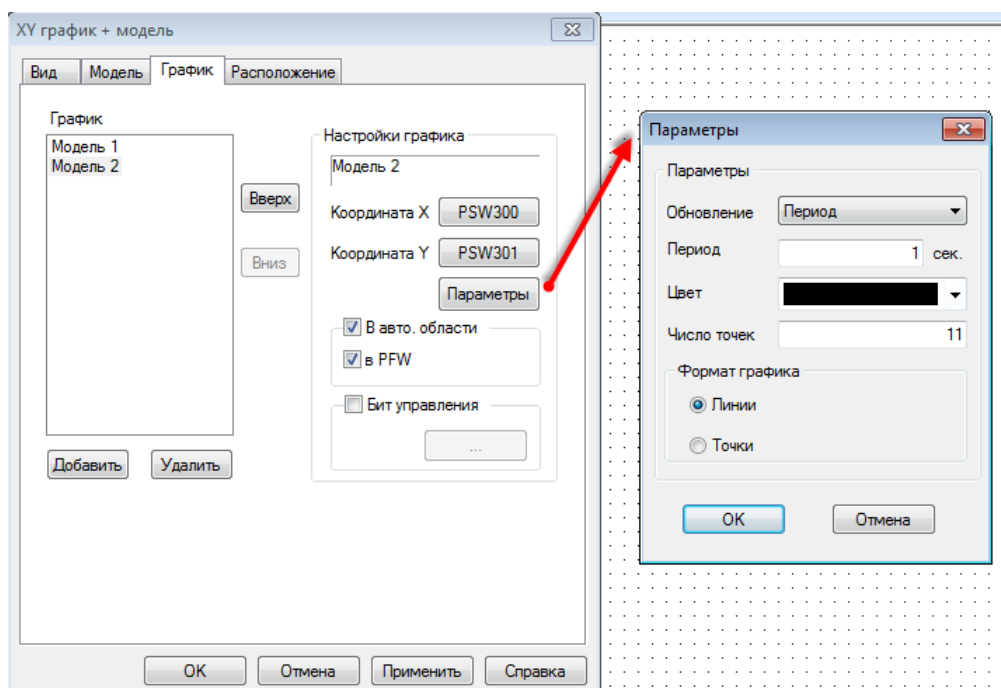 XY график + модель
Вид Модель График Расположение
График
Модель 1
Модель 2
Вверх
Вниз
Добавить Удалить
Настройки графика
Модель 2
Координата X PSW300
Координата Y PSW301
Параметры
В авто. области
в PFW
Бит управления
...
OK Отмена Применить Справка
Параметры
Параметры
Обновление Период
Период 1 сек.
Цвет
Число точек 11
Формат графика
Линии
Точки
OK Отмена